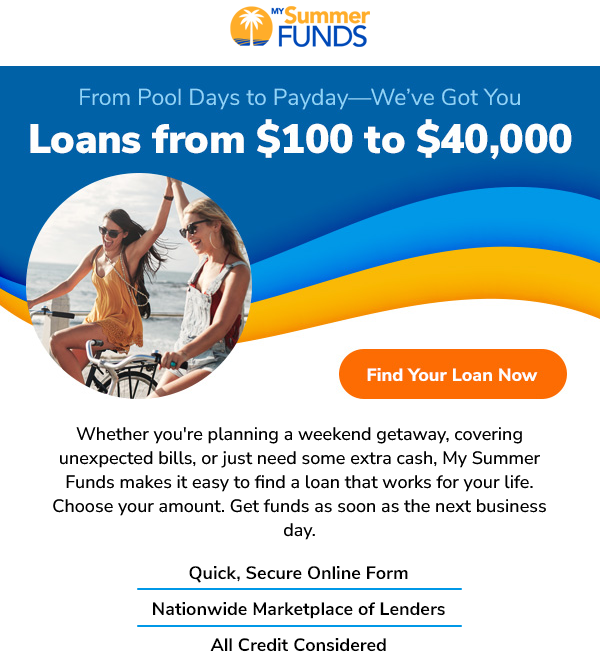 MY Summer
FUNDS
From Pool Days to Payday—We’ve Got You
Loans from $100 to $40,000
Find Your Loan Now
Whether you're planning a weekend getaway, covering
unexpected bills, or just need some extra cash, My Summer
Funds makes it easy to find a loan that works for your life.
Choose your amount. Get funds as soon as the next business
day.
Quick, Secure Online Form
Nationwide Marketplace of Lenders
All Credit Considered